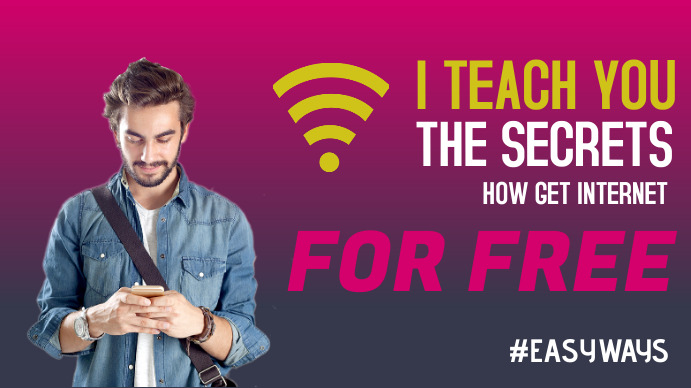 I TEACH YOU
THE SECRETS
HOW GET INTERNET
FOR FREE
#EASYWAYS